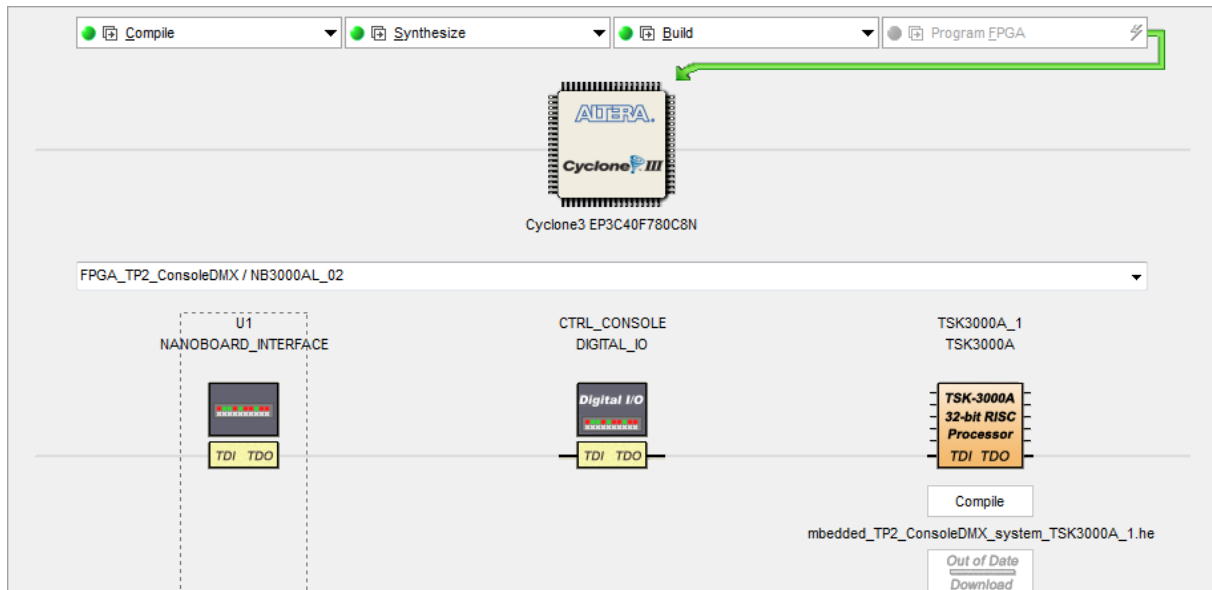 Compile
Synthesize
Build
Program FPGA
ALTERA.
Cyclone III
Cyclone3 EP3C40F780C8N
FPGA_TP2_ConsoleDMX / NB3000AL_02
U1
NANOBOARD_INTERFACE
CTRL_CONSOLE
DIGITAL_IO
TSK3000A_1
TSK3000A
Digital I/O
TSK-3000A
32-bit RISC
Processor
TDI TDO
TDI TDO
TDI TDO
Compile
mbedded_TP2_ConsoleDMX_system_TSK3000A_1.he
Out of Date
Download